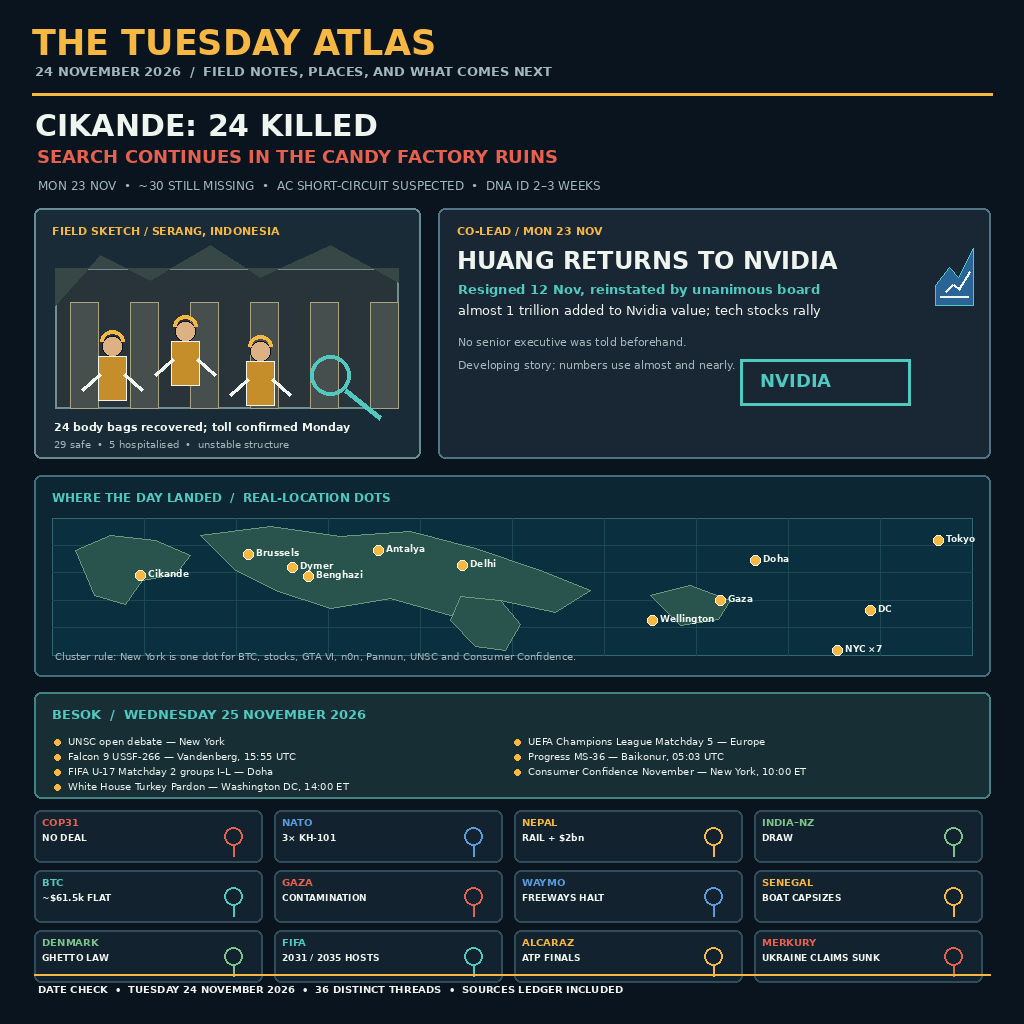 THE TUESDAY ATLAS
24 NOVEMBER 2026 / FIELD NOTES, PLACES, AND WHAT COMES NEXT
CIKANDE: 24 KILLED
SEARCH CONTINUES IN THE CANDY FACTORY RUINS
MON 23 NOV • ~30 STILL MISSING • AC SHORT-CIRCUIT SUSPECTED • DNA ID 2–3 WEEKS
FIELD SKETCH / SERANG, INDONESIA
24 body bags recovered; toll confirmed Monday
29 safe • 5 hospitalised • unstable structure
CO-LEAD / MON 23 NOV
HUANG RETURNS TO NVIDIA
Resigned 12 Nov, reinstated by unanimous board
almost 1 trillion added to Nvidia value; tech stocks rally
No senior executive was told beforehand.
Developing story; numbers use almost and nearly.
NVIDIA
WHERE THE DAY LANDED / REAL-LOCATION DOTS
Tokyo
Brussels
Antalya
Doha
Dymer
Delhi
Cikande
Benghazi
Gaza
DC
Wellington
NYC ×7
Cluster rule: New York is one dot for BTC, stocks, GTA VI, n0n, Pannun, UNSC and Consumer Confidence.
BESOK / WEDNESDAY 25 NOVEMBER 2026
UNSC open debate — New York
Falcon 9 USSF-266 — Vandenberg, 15:55 UTC
FIFA U-17 Matchday 2 groups I–L — Doha
White House Turkey Pardon — Washington DC, 14:00 ET
UEFA Champions League Matchday 5 — Europe
Progress MS-36 — Baikonur, 05:03 UTC
Consumer Confidence November — New York, 10:00 ET
COP31
NO DEAL
NATO
3× KH-101
NEPAL
RAIL + $2bn
INDIA–NZ
DRAW
BTC
~$61.5k FLAT
GAZA
CONTAMINATION
WAYMO
FREEWAYS HALT
SENEGAL
BOAT CAPSIZES
DENMARK
GHETTO LAW
FIFA
2031 / 2035 HOSTS
ALCARAZ
ATP FINALS
MERKURY
UKRAINE CLAIMS SUNK
DATE CHECK • TUESDAY 24 NOVEMBER 2026 • 36 DISTINCT THREADS • SOURCES LEDGER INCLUDED